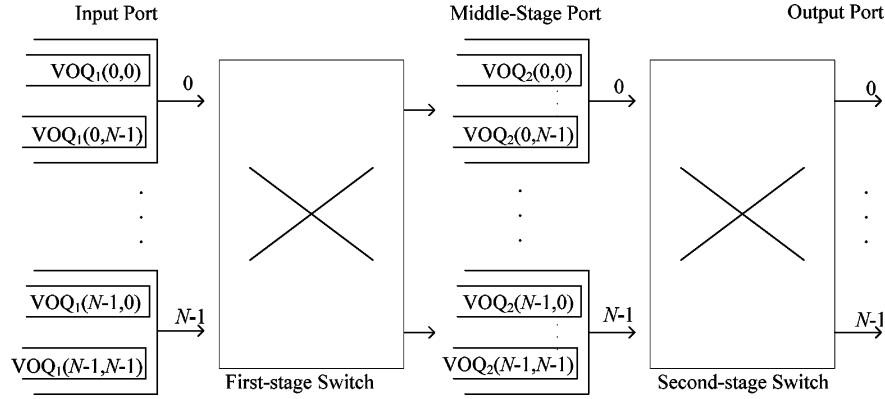 Input Port
Middle-Stage Port
Output Port
VOQ₁(0,0)
0
VOQ₁(0,N-1)
VOQ₂(0,0)
0
VOQ₂(0,N-1)
0
VOQ₁(N-1,0)
N-1
VOQ₁(N-1,N-1)
VOQ₂(N-1,0)
N-1
VOQ₂(N-1,N-1)
N-1
First-stage Switch
Second-stage Switch